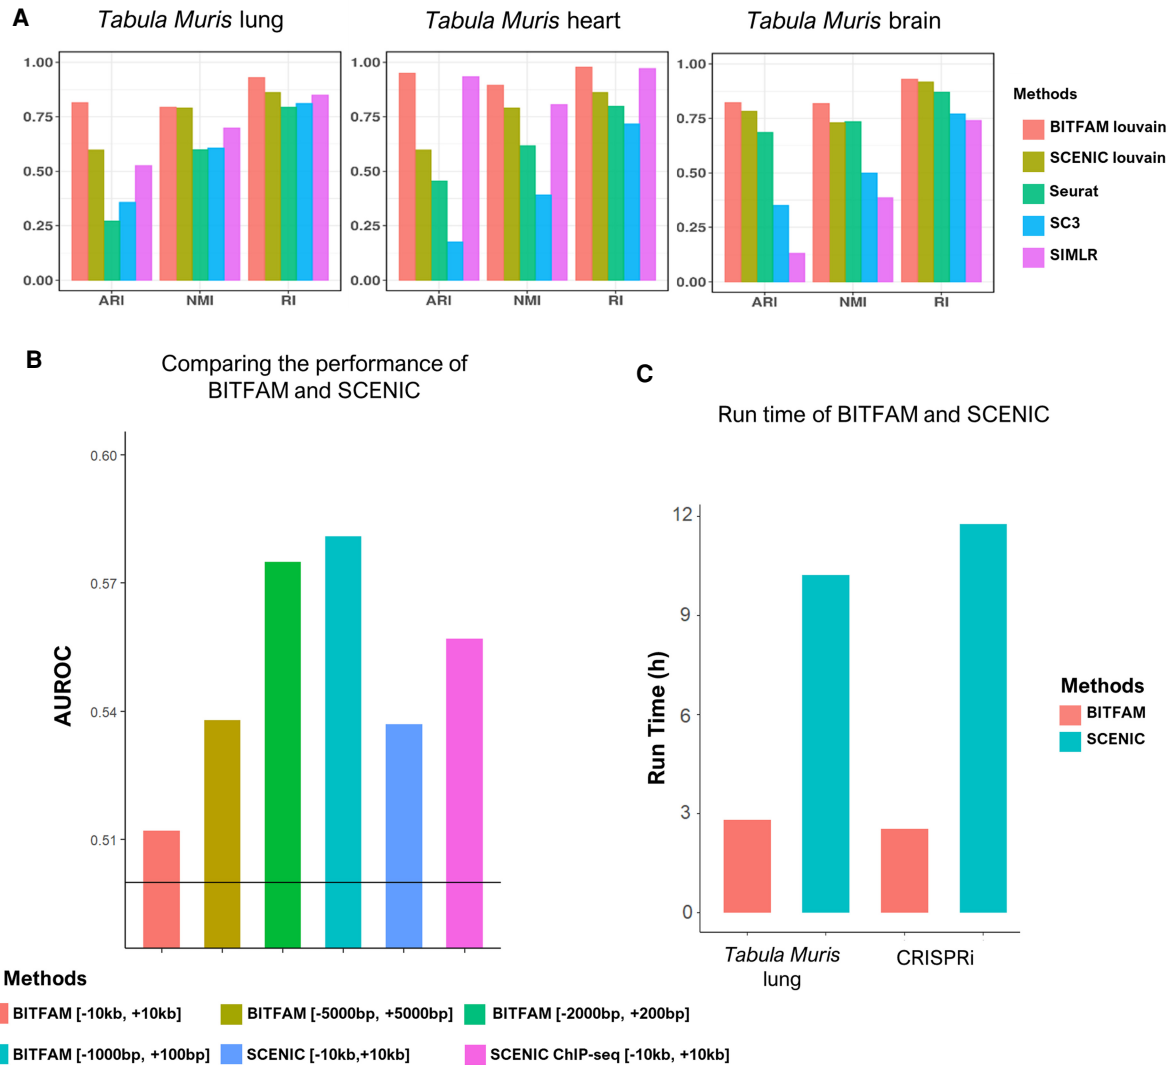 A
Tabula Muris lung
Tabula Muris heart
Tabula Muris brain
1.00
0.75
0.50
0.25
0.00
ARI NMI RI
1.00
0.75
0.50
0.25
0.00
ARI NMI RI
1.00
0.75
0.50
0.25
0.00
ARI NMI RI
Methods
BITFAM louvain
SCENIC louvain
Seurat
SC3
SIMLR
B
Comparing the performance of
BITFAM and SCENIC
AUROC
0.60
0.57
0.54
0.51
Methods
BITFAM [-10kb, +10kb]
BITFAM [-5000bp, +5000bp]
BITFAM [-2000bp, +200bp]
BITFAM [-1000bp, +100bp]
SCENIC [-10kb,+10kb]
SCENIC ChIP-seq [-10kb, +10kb]
C
Run time of BITFAM and SCENIC
Run Time (h)
12
9
6
3
0
Tabula Muris
lung
CRISPRi
Methods
BITFAM
SCENIC